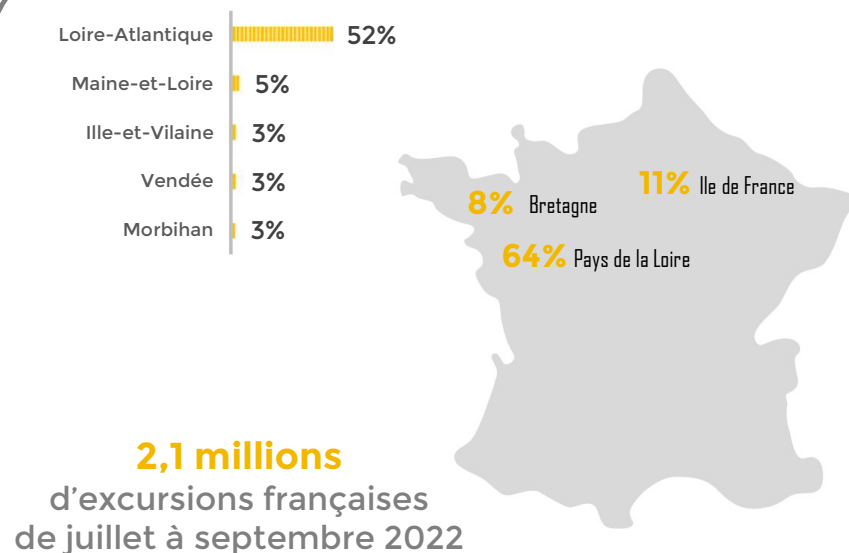 Loire-Atlantique 52%
Maine-et-Loire 5%
Ille-et-Vilaine 3%
Vendée 3%
Morbihan 3%
11% Ile de France
8% Bretagne
64% Pays de la Loire
2,1 millions
d'excursions françaises
de juillet à septembre 2022